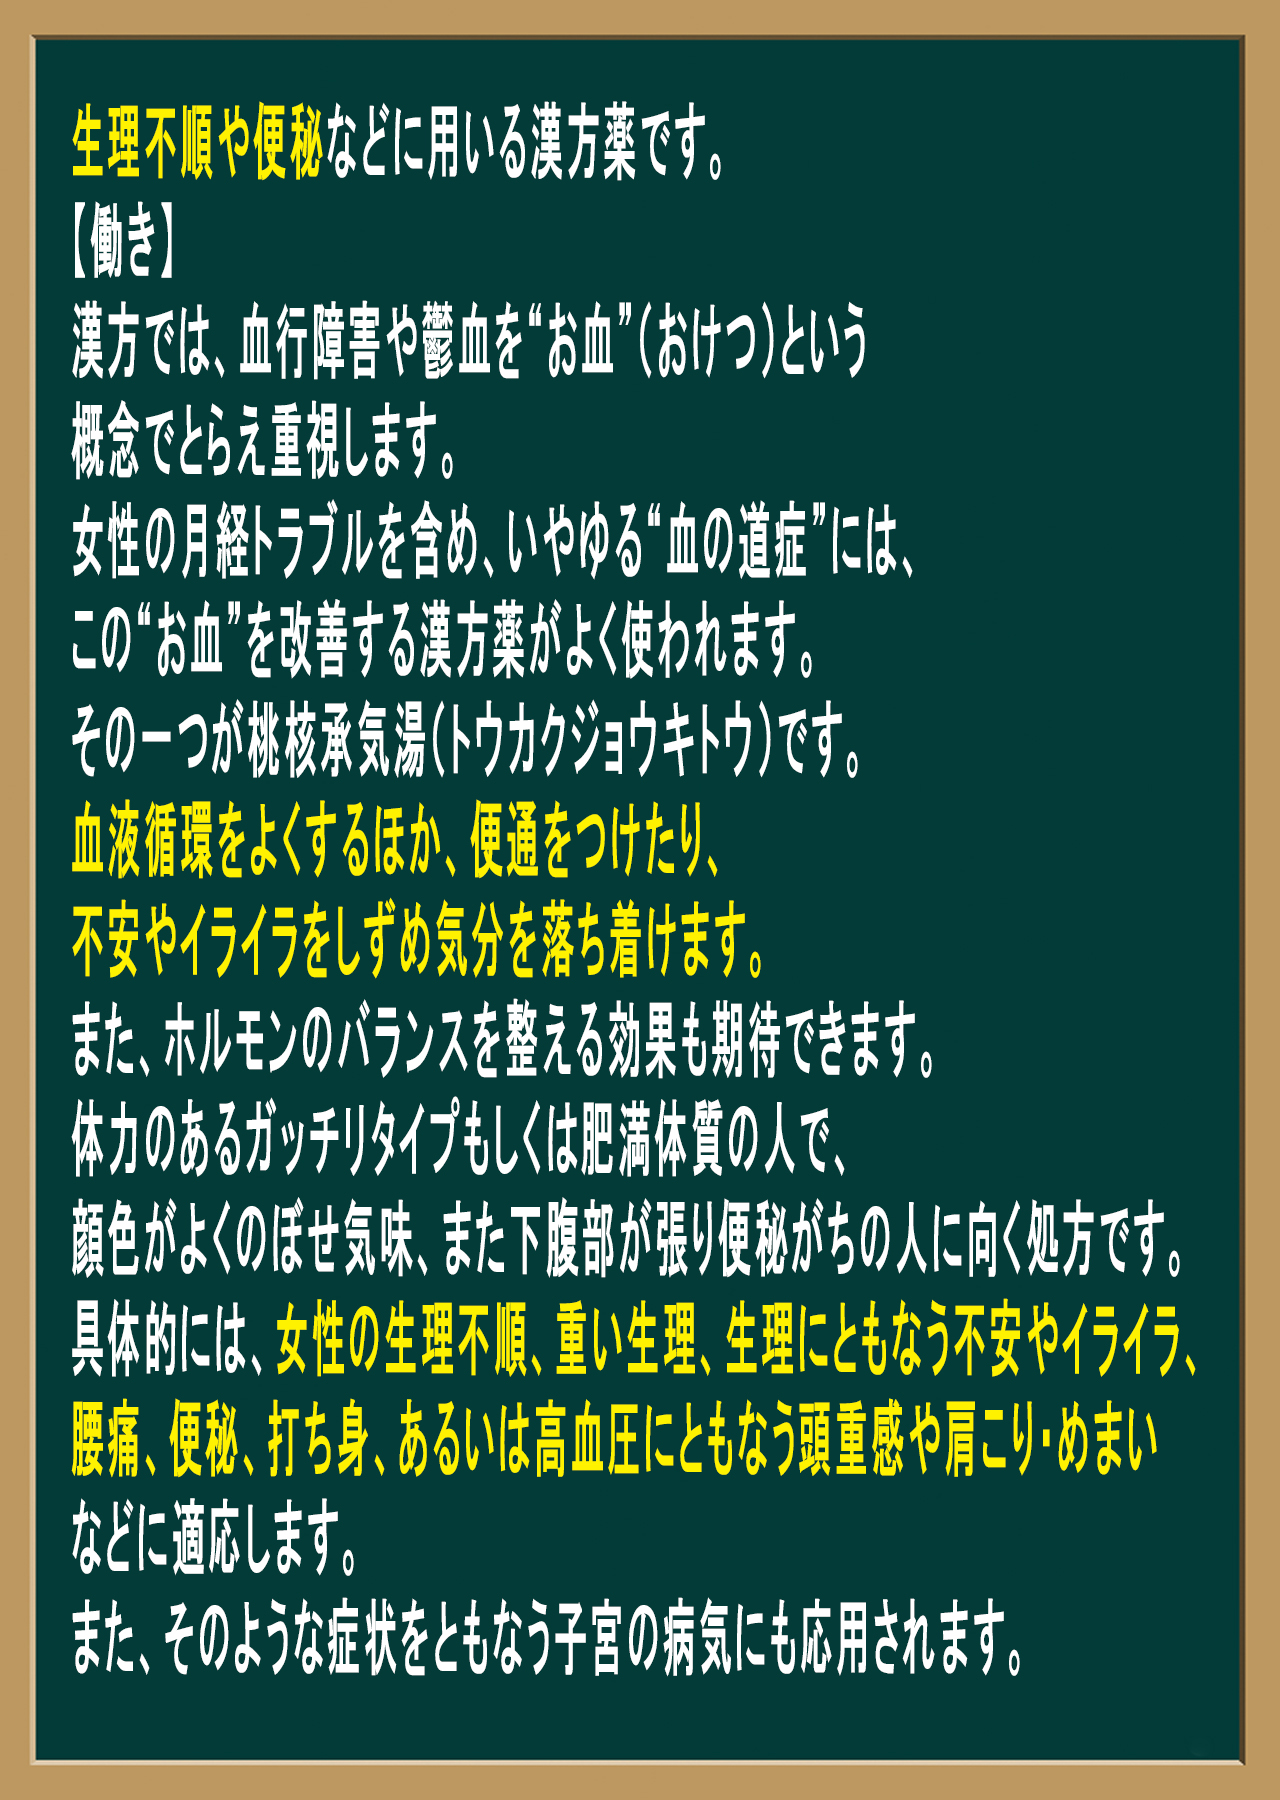 生理不順や便秘などに用いる漢方薬です。
【働き】
漢方では、血行障害や鬱血を“お血”（おけつ）という
概念でとらえ重視します。
女性の月経トラブルを含め、いやゆる“血の道症”には、
この“お血”を改善する漢方薬がよく使われます。
その一つが桃核承気湯（トウカクジョウキトウ）です。
血液循環をよくするほか、便通をつけたり、
不安やイライラをしずめ気分を落ち着けます。
また、ホルモンのバランスを整える効果も期待できます。
体力のあるガッチリタイプもしくは肥満体質の人で、
顔色がよくのぼせ気味、また下腹部が張り便秘がちの人に向く処方です。
具体的には、女性の生理不順、重い生理、生理にともなう不安やイライラ、
腰痛、便秘、打ち身、あるいは高血圧にともなう頭重感や肩こり・めまい
などに適応します。
また、そのような症状をともなう子宮の病気にも応用されます。